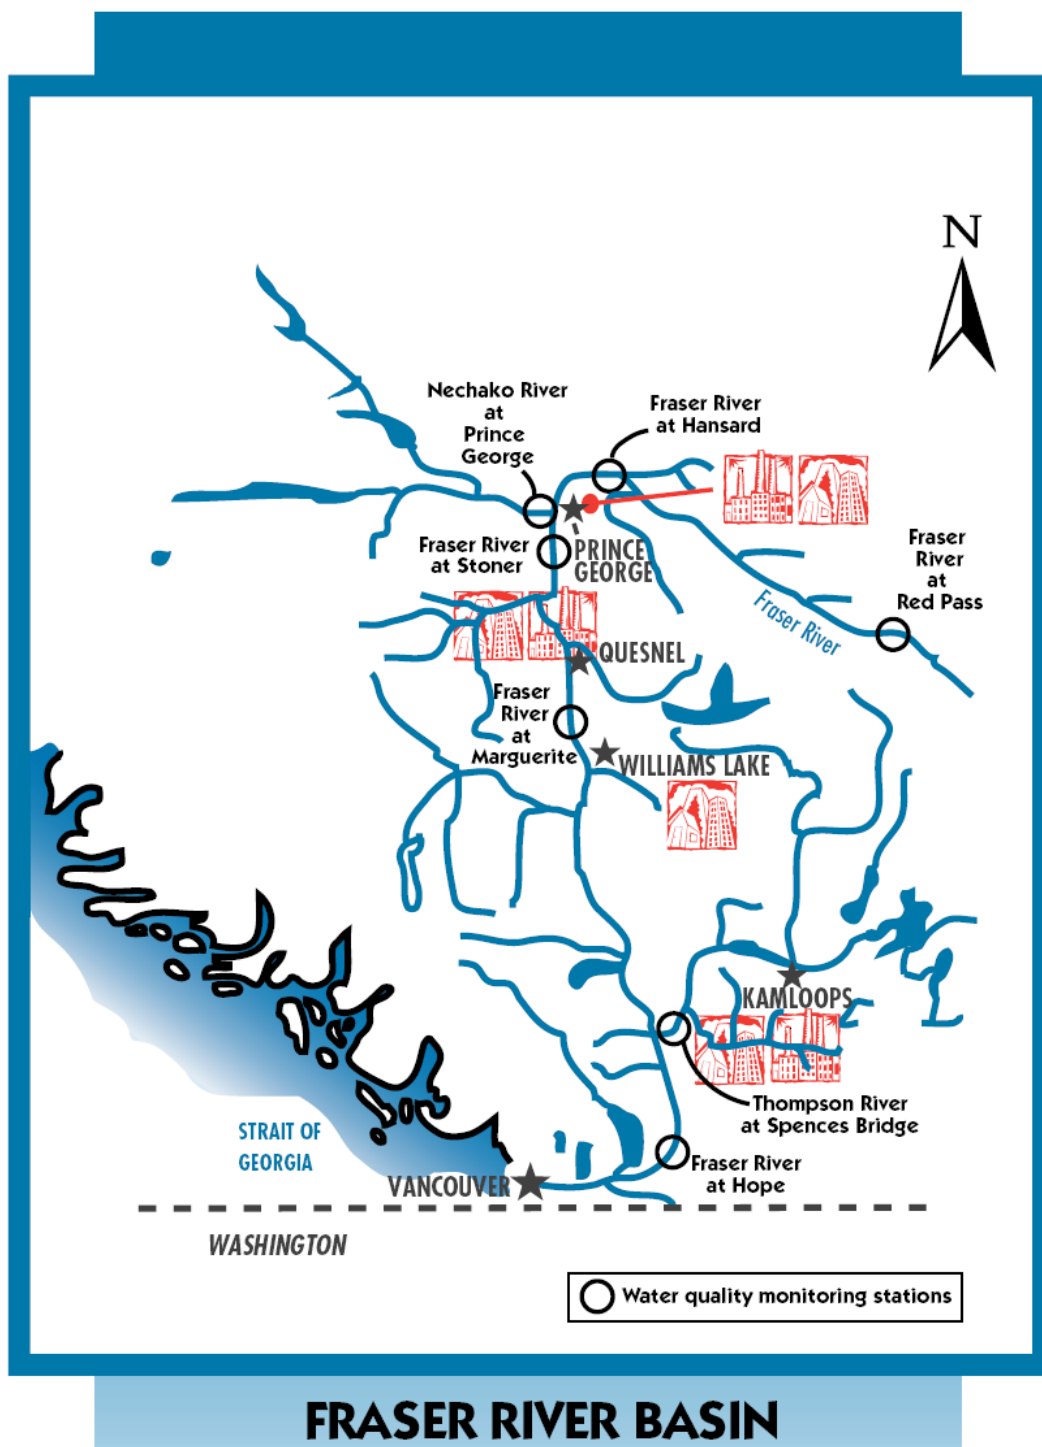 N
Nechako River
at
Prince
George
Fraser River
at Hansard
Fraser River
at Stoner
PRINCE
GEORGE
Fraser
River
at
Red Pass
Fraser River
QUESNEL
Fraser
River
at
Marguerite
WILLIAMS LAKE
KAMLOOPS
Thompson River
at Spences Bridge
STRAIT OF
GEORGIA
Fraser River
at Hope
VANCOUVER
WASHINGTON
Water quality monitoring stations
FRASER RIVER BASIN